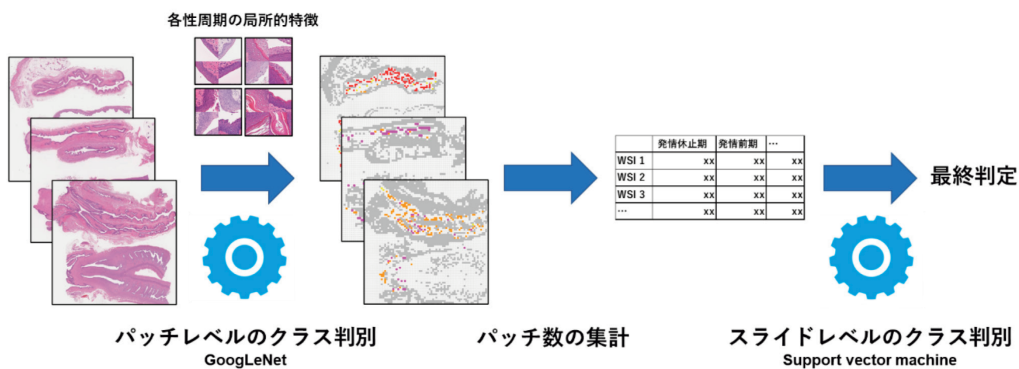 各性周期の局所的特徴
発情休止期 発情前期 …
WSI 1 xx xx xx
WSI 2 xx xx xx
WSI 3 xx xx xx
… xx xx xx
最終判定
パッチレベルのクラス判別
GoogLeNet
パッチ数の集計
スライドレベルのクラス判別
Support vector machine